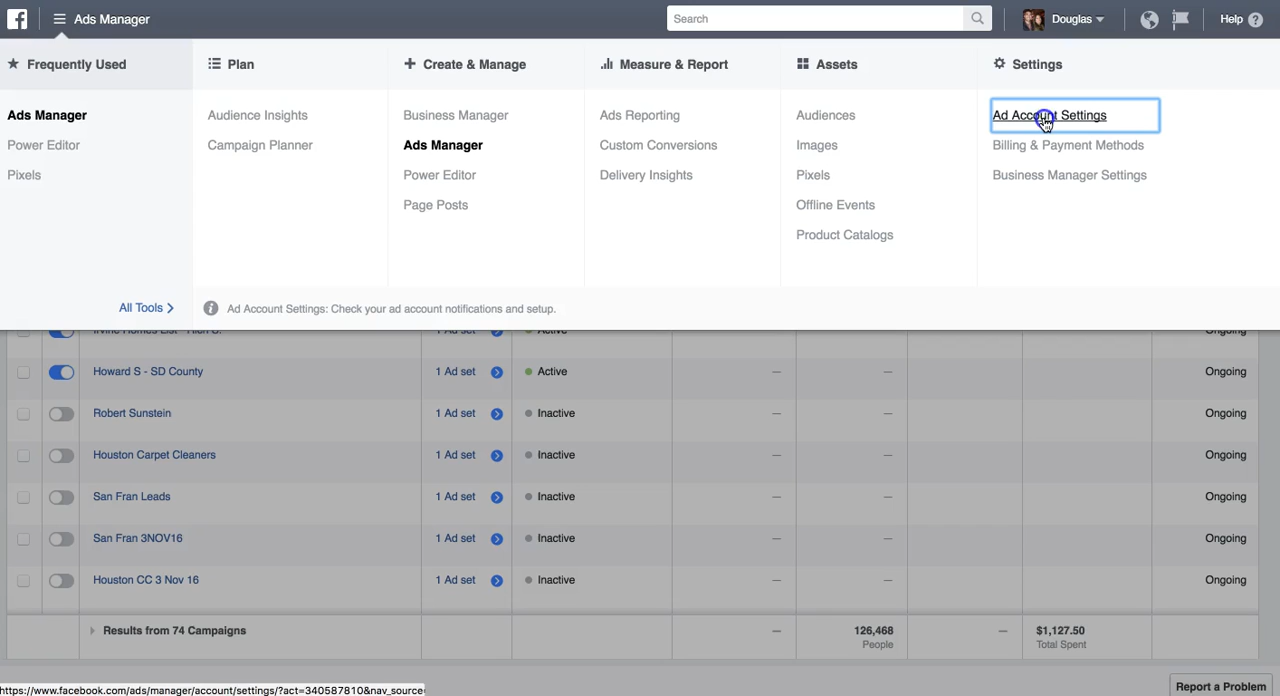 Ads Manager
Search
Douglas
Help
Frequently Used
Ads Manager
Power Editor
Pixels
All Tools
Plan
Audience Insights
Campaign Planner
Create & Manage
Business Manager
Ads Manager
Power Editor
Page Posts
Measure & Report
Ads Reporting
Custom Conversions
Delivery Insights
Assets
Audiences
Images
Pixels
Offline Events
Product Catalogs
Settings
Ad Account Settings
Billing & Payment Methods
Business Manager Settings
Ad Account Settings: Check your ad account notifications and setup.
Irvine Homes List - High S. 1 Ad set Active Ongoing
Howard S - SD County 1 Ad set Active — — Ongoing
Robert Sunstein 1 Ad set Inactive — — Ongoing
Houston Carpet Cleaners 1 Ad set Inactive — — Ongoing
San Fran Leads 1 Ad set Inactive — — Ongoing
San Fran 3NOV16 1 Ad set Inactive — — Ongoing
Houston CC 3 Nov 16 1 Ad set Inactive — — Ongoing
Results from 74 Campaigns — 126,468 — $1,127.50
People Total Spent
Report a Problem
https://www.facebook.com/ads/manager/account/settings/?act=340587810&nav_source